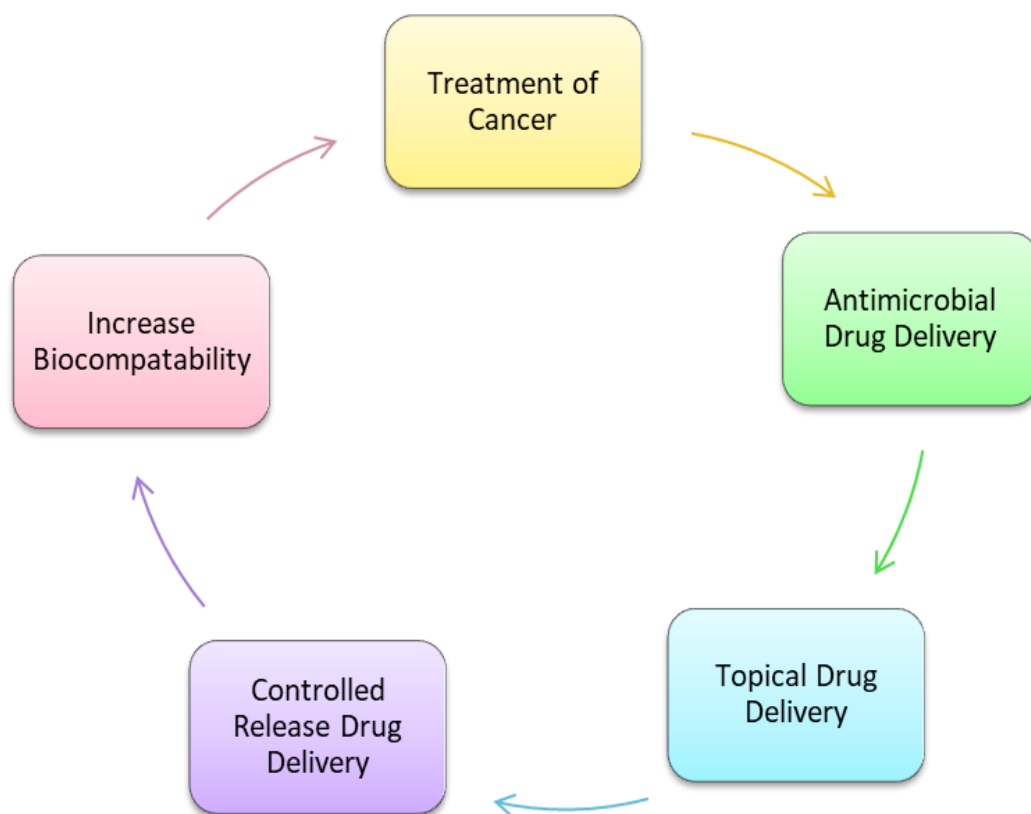 Treatment of
Cancer
Antimicrobial
Drug Delivery
Topical Drug
Delivery
Controlled
Release Drug
Delivery
Increase
Biocompatability